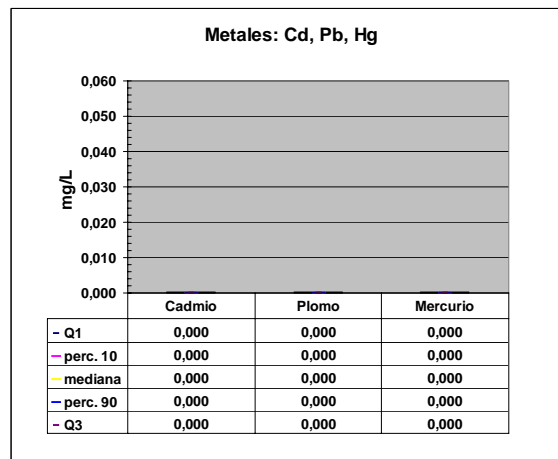 Metales: Cd, Pb, Hg
0,060
0,050
0,040
0,030
0,020
0,010
0,000
mg/L
Cadmio Plomo Mercurio
Q1 0,000 0,000 0,000
perc. 10 0,000 0,000 0,000
mediana 0,000 0,000 0,000
perc. 90 0,000 0,000 0,000
Q3 0,000 0,000 0,000